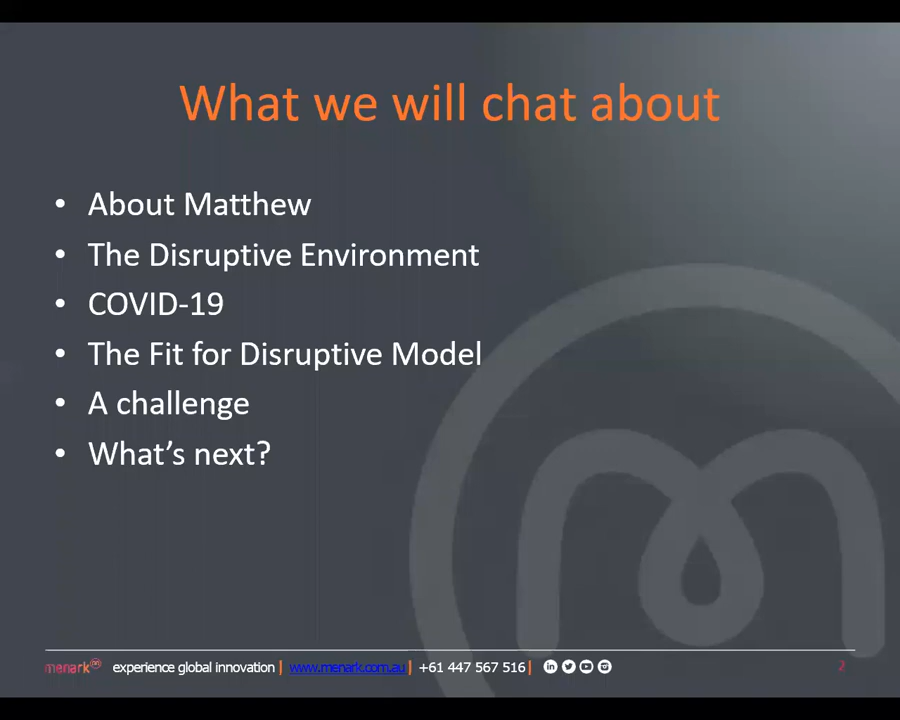 What we will chat about
• About Matthew
• The Disruptive Environment
• COVID-19
• The Fit for Disruptive Model
• A challenge
• What's next?
menark experience global innovation | www.menark.com.au | +61 447 567 516 | 2